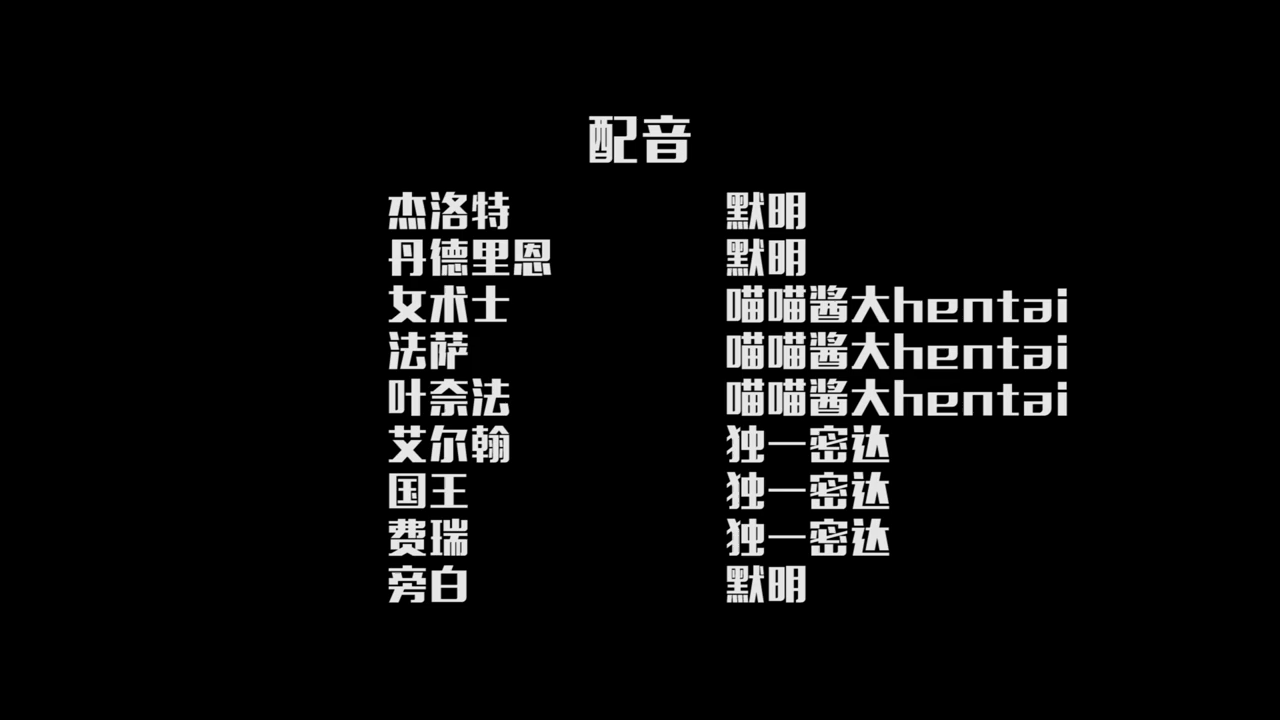 配音
杰洛特 默明
丹德里恩 默明
女术士 喵喵酱大hentai
法萨 喵喵酱大hentai
叶奈法 喵喵酱大hentai
艾尔翰 独一密达
国王 独一密达
费瑞 独一密达
旁白 默明